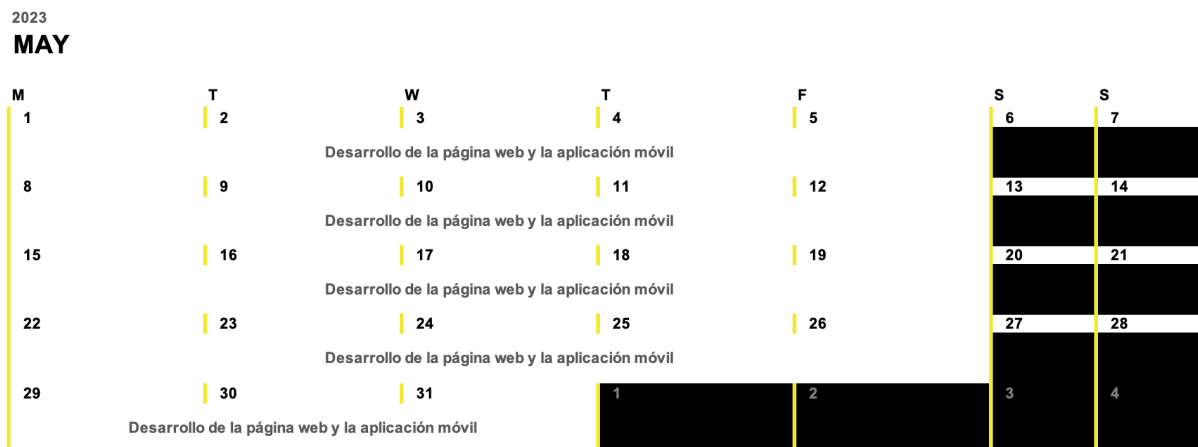 2023
MAY
M T W T F S S
1 2 3 4 5 6 7
Desarrollo de la página web y la aplicación móvil
8 9 10 11 12 13 14
Desarrollo de la página web y la aplicación móvil
15 16 17 18 19 20 21
Desarrollo de la página web y la aplicación móvil
22 23 24 25 26 27 28
Desarrollo de la página web y la aplicación móvil
29 30 31 1 2 3 4
Desarrollo de la página web y la aplicación móvil